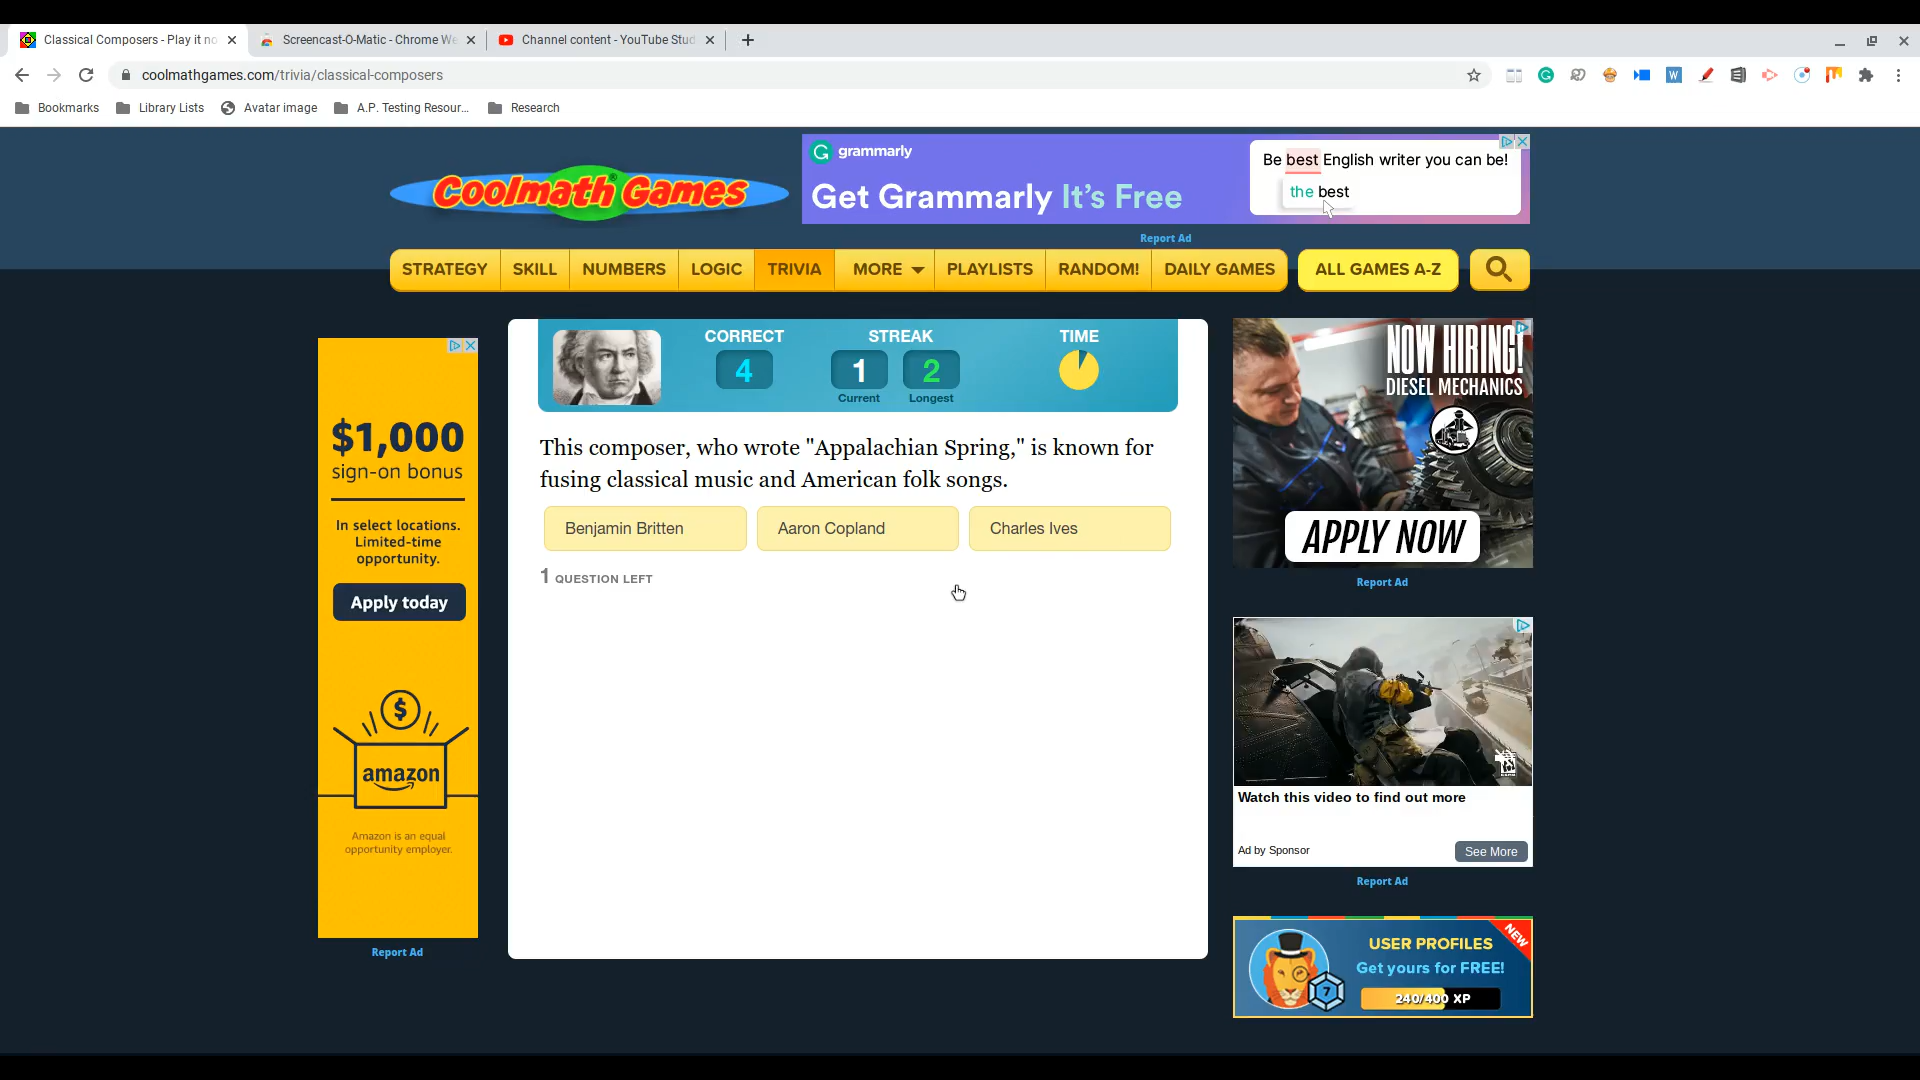 Classical Composers - Play it no
Screencast-O-Matic - Chrome We
Channel content - YouTube Stud
coolmathgames.com/trivia/classical-composers
Bookmarks
Library Lists
Avatar image
A.P. Testing Resour...
Research
Coolmath Games
grammarly
Get Grammarly It's Free
Be best English writer you can be!
the best
Report Ad
STRATEGY
SKILL
NUMBERS
LOGIC
TRIVIA
MORE
PLAYLISTS
RANDOM!
DAILY GAMES
ALL GAMES A-Z
$1,000
sign-on bonus
In select locations.
Limited-time
opportunity.
Apply today
$
amazon
Amazon is an equal
opportunity employer.
Report Ad
CORRECT
4
STREAK
1
2
Current
Longest
TIME
This composer, who wrote "Appalachian Spring," is known for
fusing classical music and American folk songs.
Benjamin Britten
Aaron Copland
Charles Ives
1 QUESTION LEFT
NOW HIRING!
DIESEL MECHANICS
APPLY NOW
Report Ad
Watch this video to find out more
Ad by Sponsor
See More
Report Ad
NEW
USER PROFILES
Get yours for FREE!
7
240/400 XP